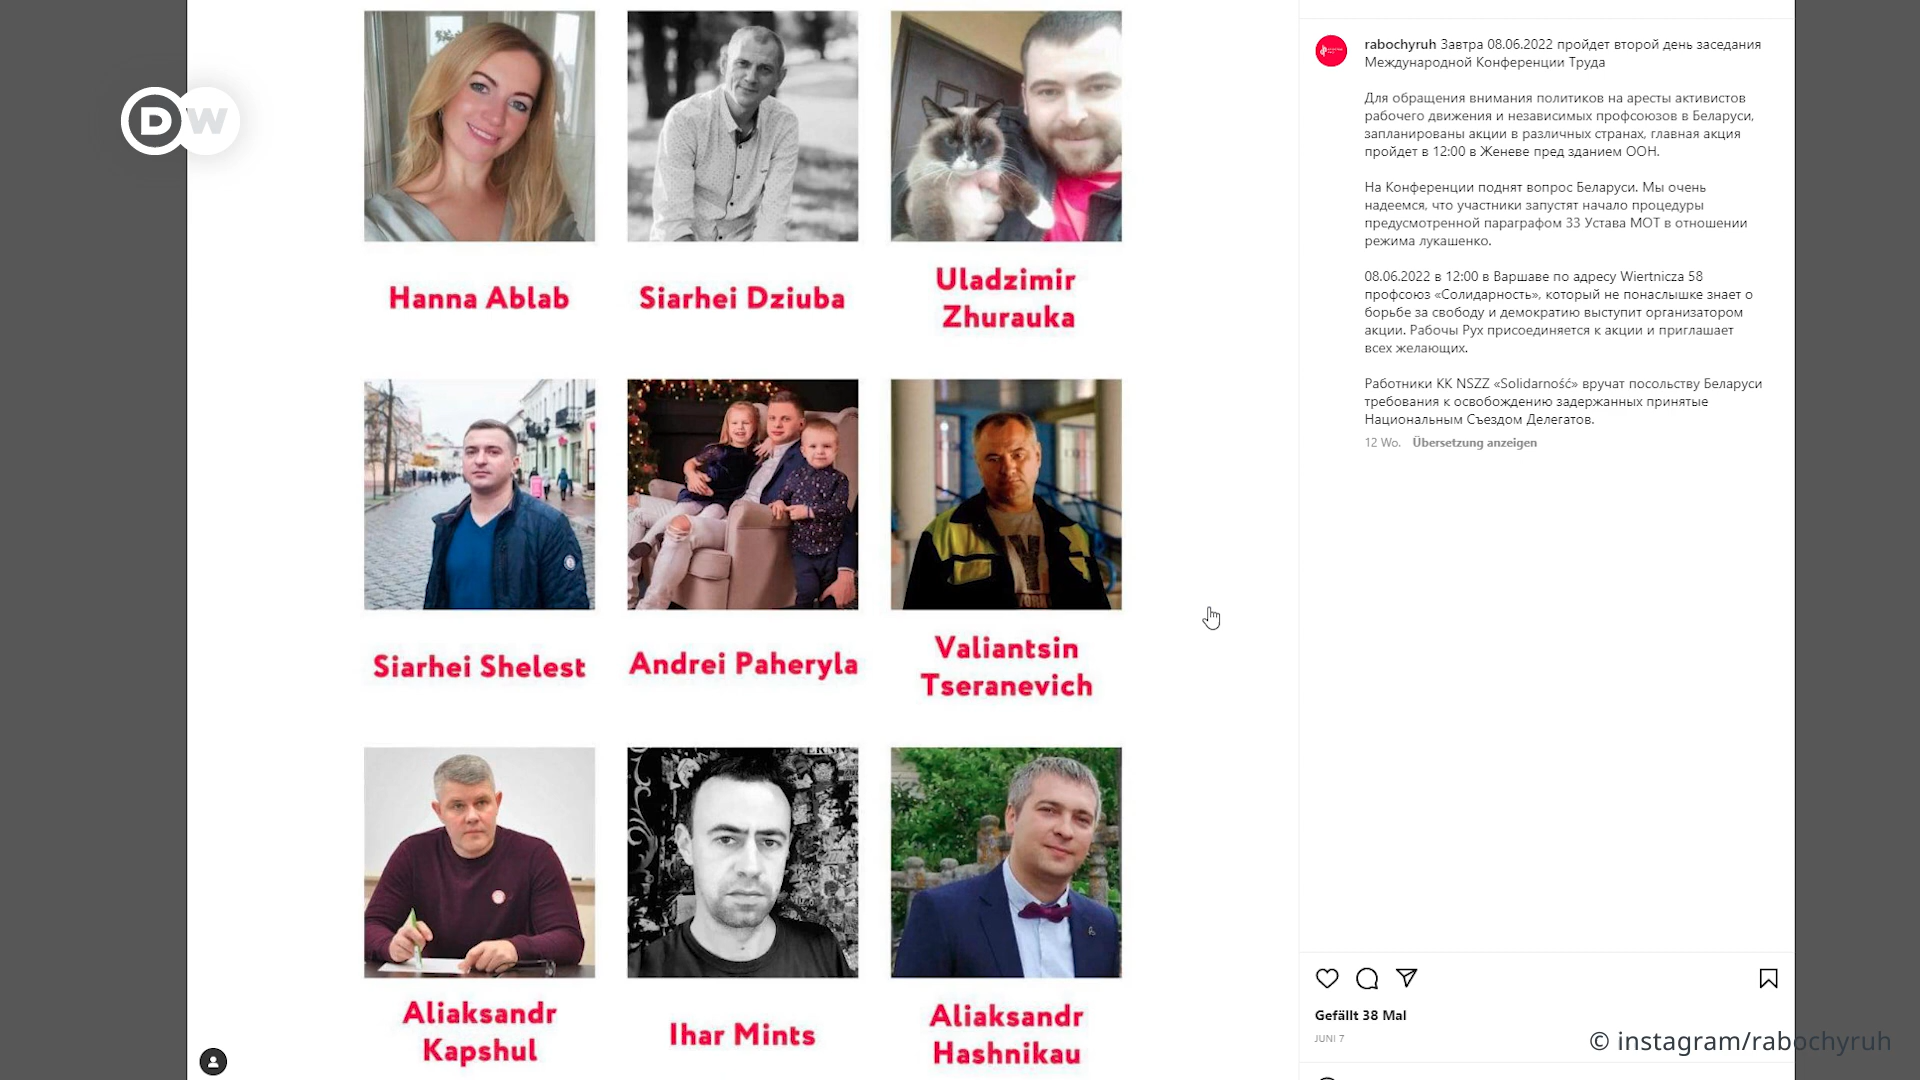 DW
Hanna Ablab
Siarhei Dziuba
Uladzimir
Zhurauka
Siarhei Shelest
Andrei Paheryla
Valiantsin
Tseranevich
Aliaksandr
Kapshul
Ihar Mints
Aliaksandr
Hashnikau
rabochyruh Завтра 08.06.2022 пройдет второй день заседания
Международной Конференции Труда
Для обращения внимания политиков на аресты активистов
рабочего движения и независимых профсоюзов в Беларуси,
запланированы акции в различных странах, главная акция
пройдет в 12:00 в Женеве пред зданием ООН.
На Конференции поднят вопрос Беларуси. Мы очень
надеемся, что участники запустят начало процедуры
предусмотренной параграфом 33 Устава МОТ в отношении
режима лукашенко.
08.06.2022 в 12:00 в Варшаве по адресу Wiertnicza 58
профсоюз «Солидарность», который не понаслышке знает о
борьбе за свободу и демократию выступит организатором
акции. Рабочы Рух присоединяется к акции и приглашает
всех желающих.
Работники КК NSZZ «Solidarność» вручат посольству Беларуси
требования к освобождению задержанных принятые
Национальным Съездом Делегатов.
12 Wo. Übersetzung anzeigen
Gefällt 38 Mal
JUNI 7
© instagram/rabochyruh